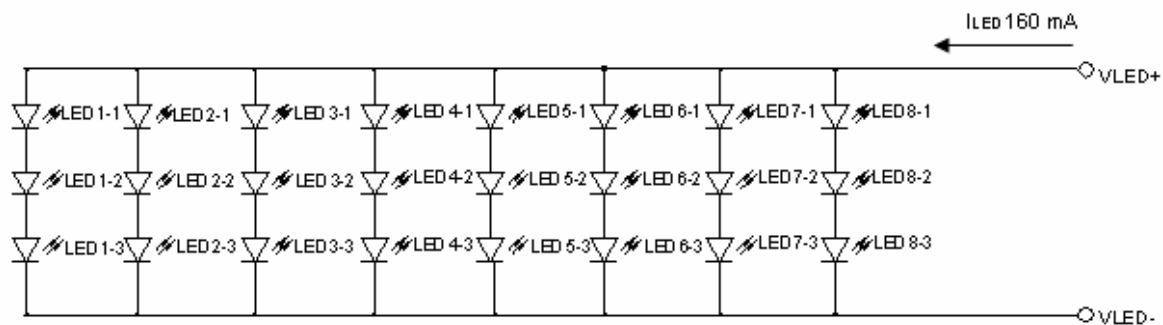 ILED 160 mA
VLED+
LED 1-1 LED 2-1 LED 3-1 LED 4-1 LED 5-1 LED 6-1 LED 7-1 LED 8-1
LED 1-2 LED 2-2 LED 3-2 LED 4-2 LED 5-2 LED 6-2 LED 7-2 LED 8-2
LED 1-3 LED 2-3 LED 3-3 LED 4-3 LED 5-3 LED 6-3 LED 7-3 LED 8-3
VLED-